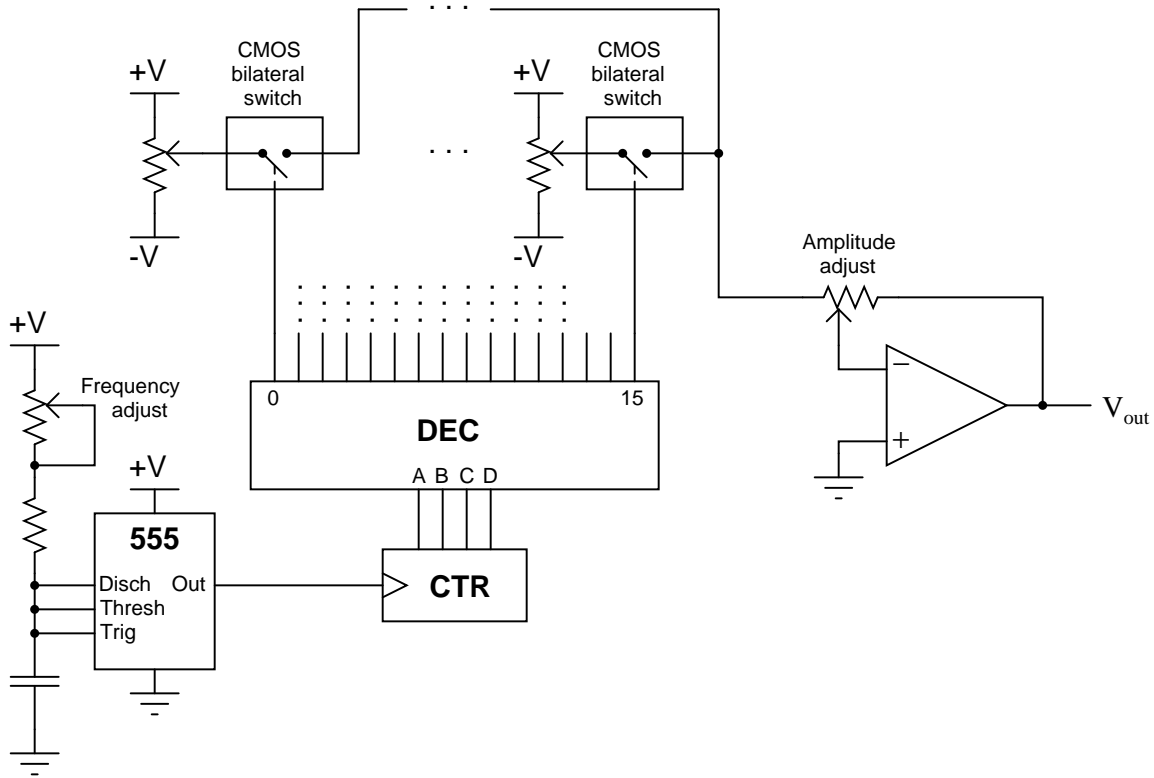 . . .
CMOS
bilateral
switch
CMOS
bilateral
switch
+V
+V
. . .
-V
-V
Amplitude
adjust
+V
Frequency
adjust
0
15
DEC
A B C D
+V
555
Disch
Out
Thresh
Trig
CTR
−
+
Vout